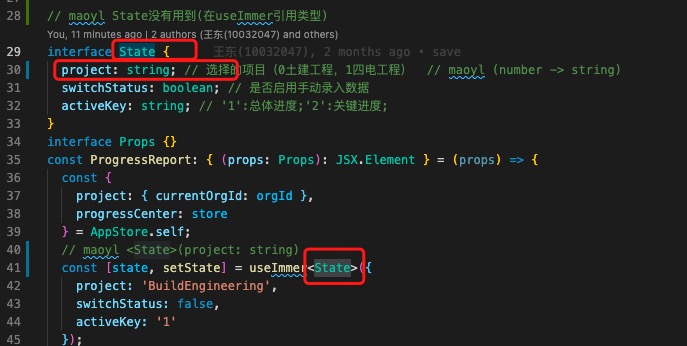 28 // maoyl State没有用到(在useImmer引用类型)
You, 11 minutes ago | 2 authors (王东(10032047) and others)
29 interface State { 王东(10032047), 2 months ago • save
30 project: string; // 选择的项目（0土建工程, 1四电工程） // maoyl (number -> string)
31 switchStatus: boolean; // 是否启用手动录入数据
32 activeKey: string; // '1':总体进度;'2':关键进度;
33 }
34 interface Props {}
35 const ProgressReport: { (props: Props): JSX.Element } = (props) => {
36 const {
37 project: { currentOrgId: orgId },
38 progressCenter: store
39 } = AppStore.self;
40 // maoyl <State>(project: string)
41 const [state, setState] = useImmer<State>({
42 project: 'BuildEngineering',
43 switchStatus: false,
44 activeKey: '1'
45 });